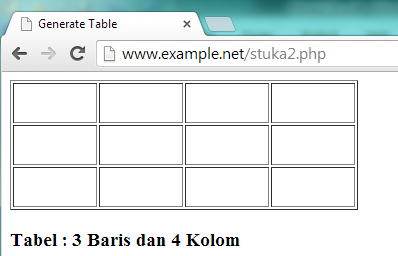 Generate Table
www.example.net/stuka2.php
Tabel : 3 Baris dan 4 Kolom